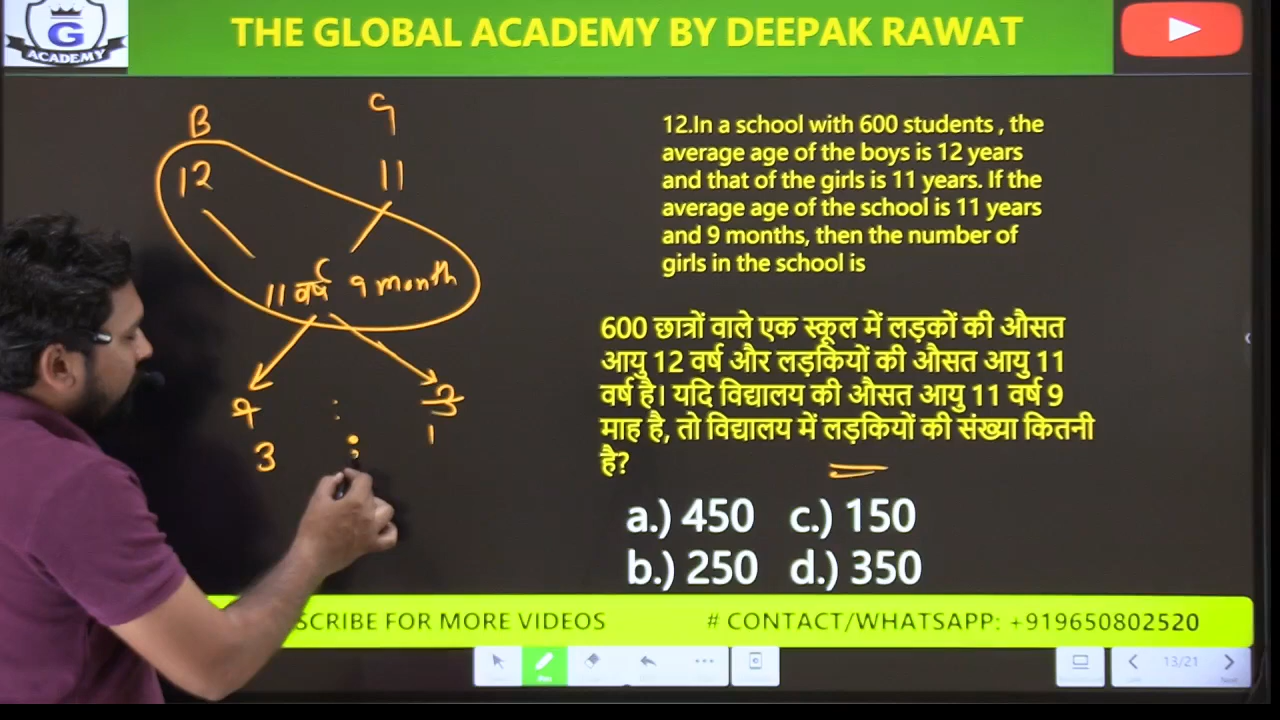 G
ACADEMY
THE GLOBAL ACADEMY BY DEEPAK RAWAT
B G
12 11
11 वर्ष 9 month
:
3 : 1
12.In a school with 600 students , the
average age of the boys is 12 years
and that of the girls is 11 years. If the
average age of the school is 11 years
and 9 months, then the number of
girls in the school is
600 छात्रों वाले एक स्कूल में लड़कों की औसत
आयु 12 वर्ष और लड़कियों की औसत आयु 11
वर्ष है। यदि विद्यालय की औसत आयु 11 वर्ष 9
माह है, तो विद्यालय में लड़कियों की संख्या कितनी
है?
a.) 450 c.) 150
b.) 250 d.) 350
SCRIBE FOR MORE VIDEOS # CONTACT/WHATSAPP: +919650802520
13/21